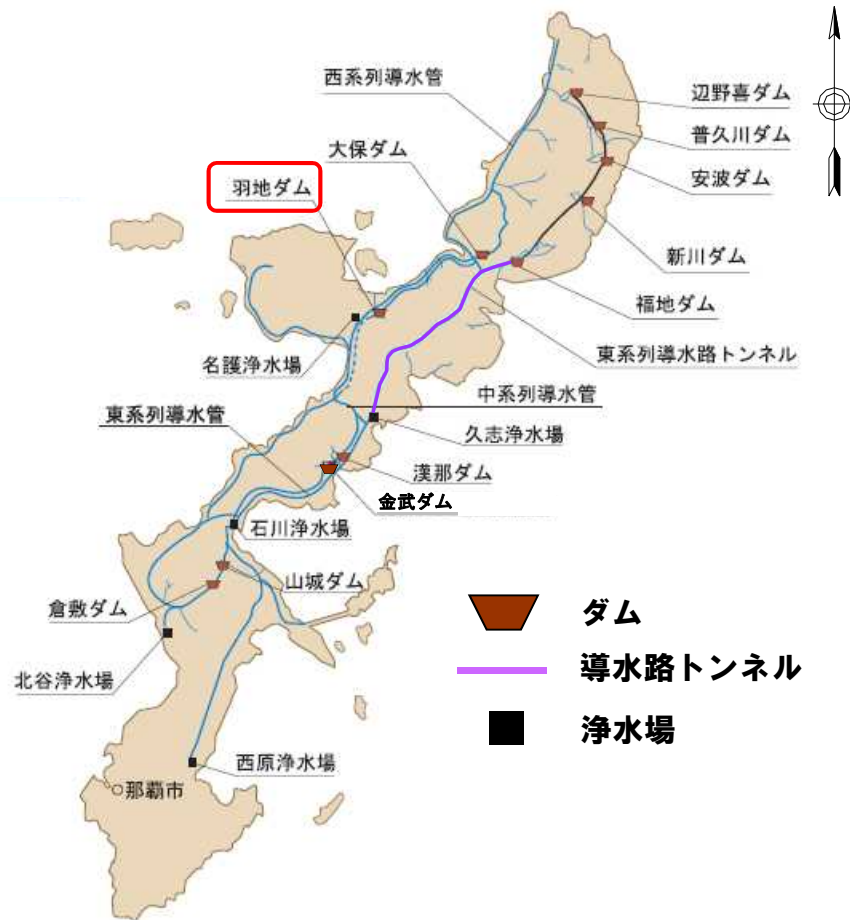 西系列導水管
辺野喜ダム
普久川ダム
大保ダム
安波ダム
羽地ダム
新川ダム
福地ダム
東系列導水路トンネル
名護浄水場
中系列導水管
東系列導水管
久志浄水場
漢那ダム
金武ダム
石川浄水場
山城ダム
倉敷ダム
ダム
導水路トンネル
北谷浄水場
浄水場
西原浄水場
那覇市